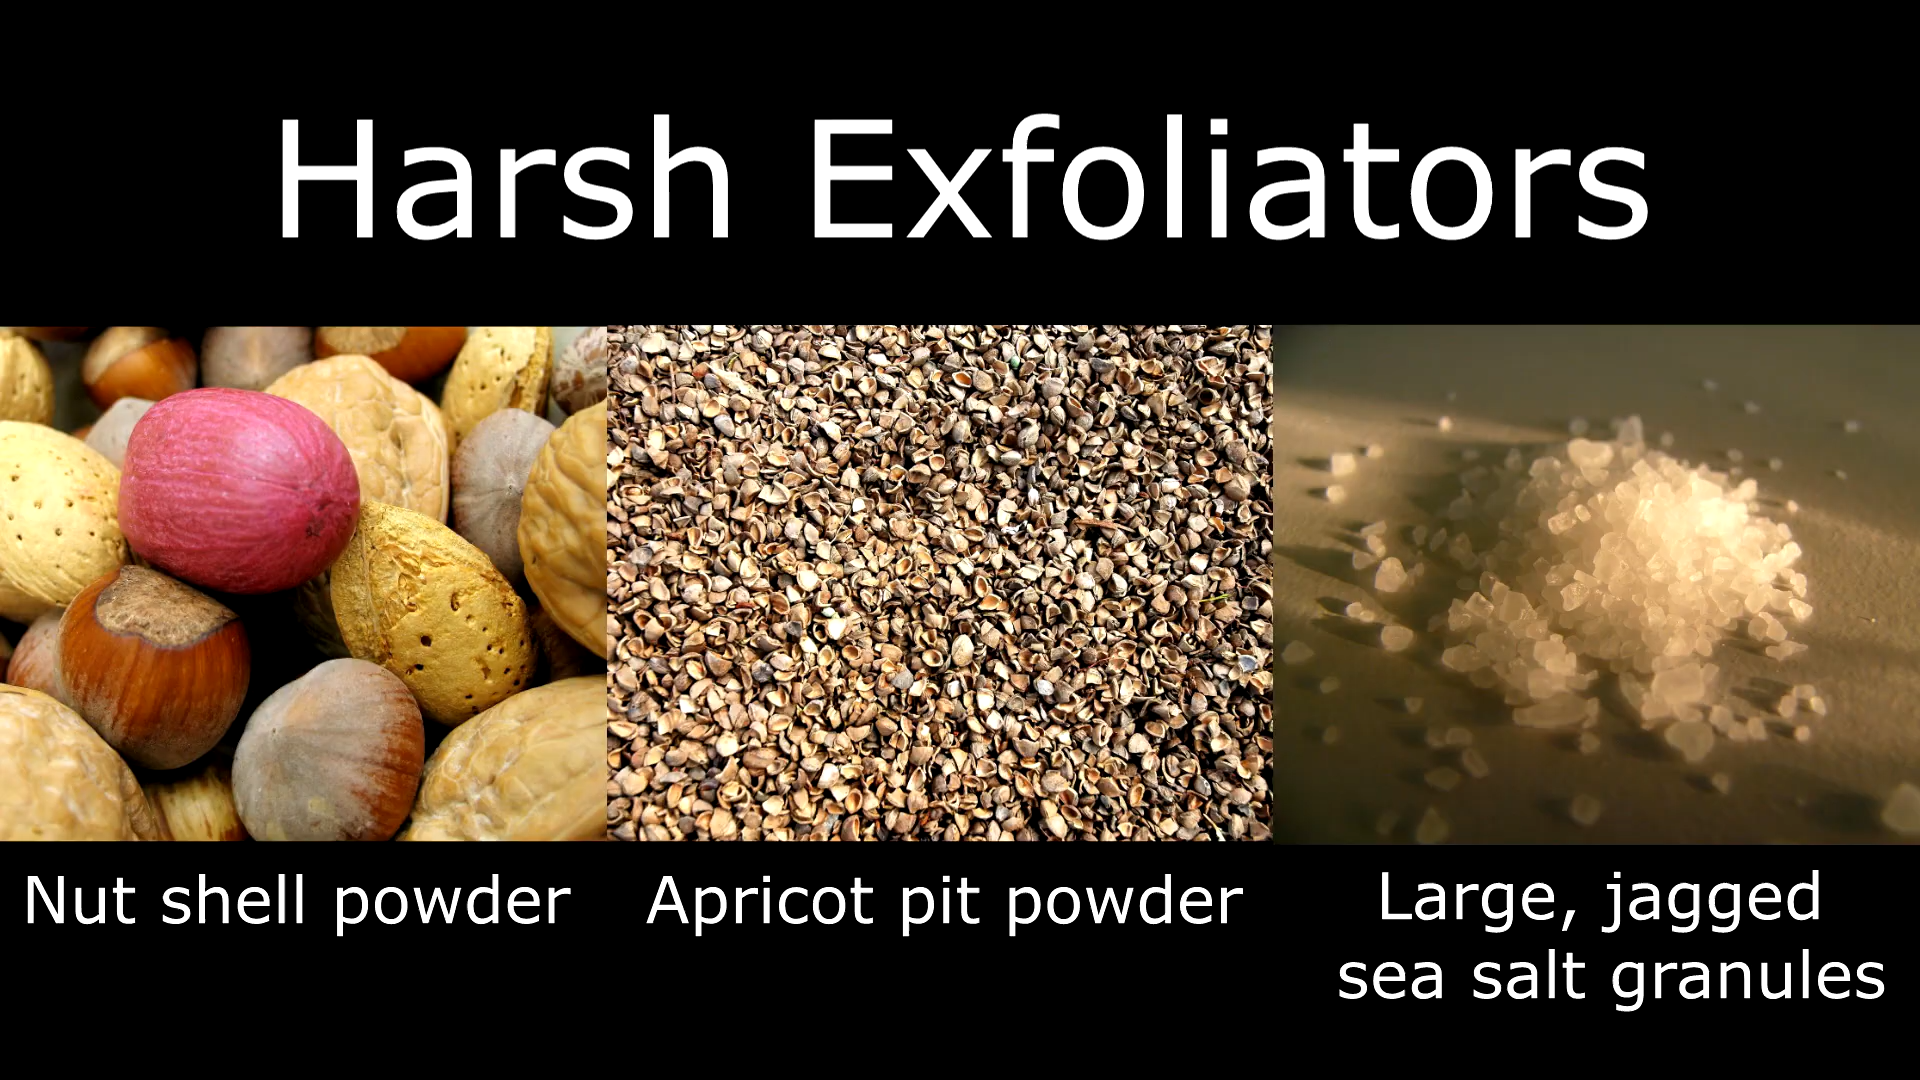 Harsh Exfoliators
Nut shell powder
Apricot pit powder
Large, jagged
sea salt granules